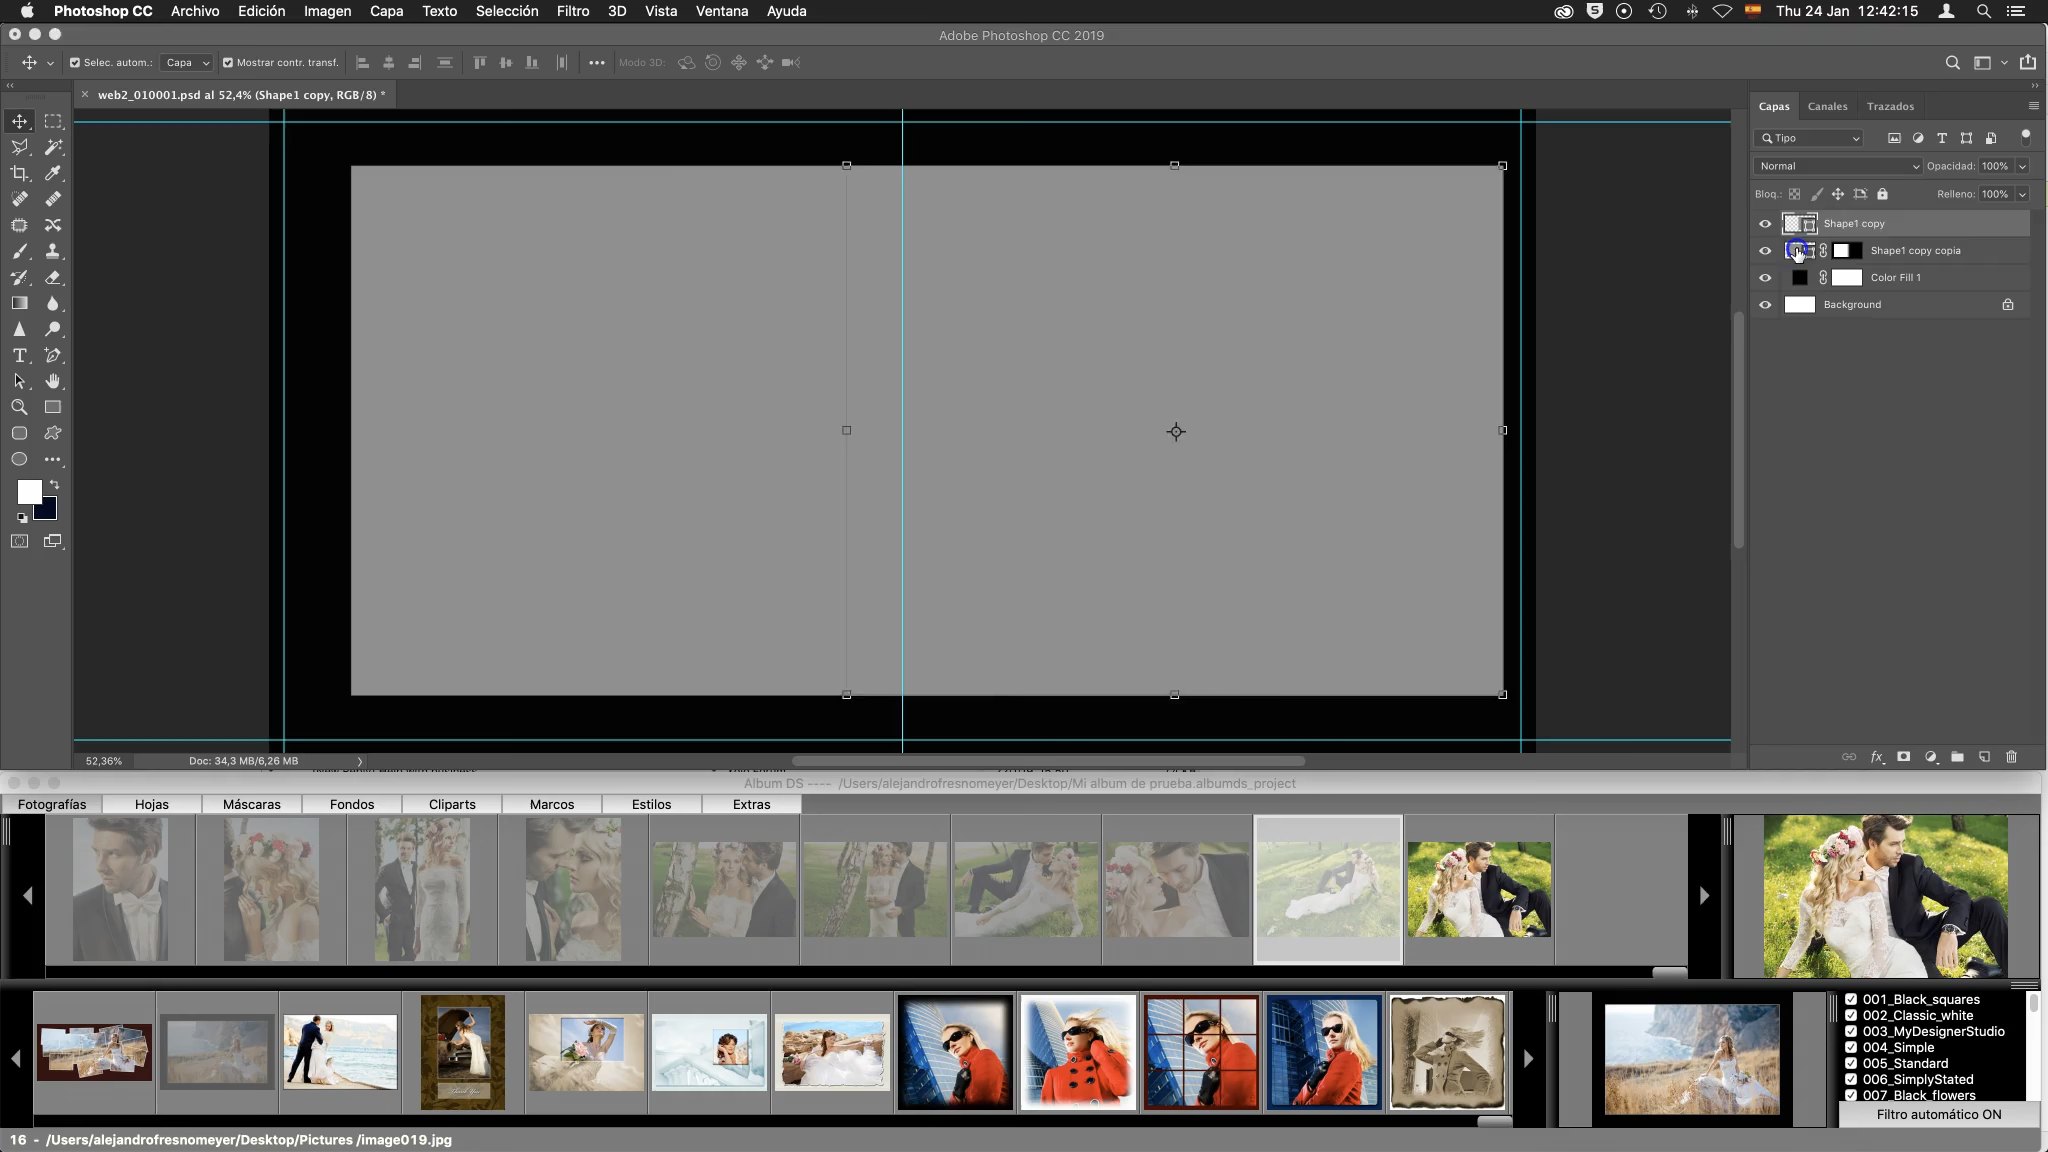 Photoshop CC Archivo Edición Imagen Capa Texto Selección Filtro 3D Vista Ventana Ayuda Thu 24 Jan 12:42:15
Adobe Photoshop CC 2019
Selec. autom.: Capa Mostrar contr. transf. Modo 3D:
web2_010001.psd al 52,4% (Shape1 copy, RGB/8) *
Capas Canales Trazados
Tipo
Normal Opacidad: 100%
Bloq.: Relleno: 100%
Shape1 copy
Shape1 copy copia
Color Fill 1
Background
52,36% Doc: 34,3 MB/6,26 MB
Album DS ---- /Users/alejandrofresnomeyer/Desktop/Mi album de prueba.albumds_project
Fotografías Hojas Máscaras Fondos Cliparts Marcos Estilos Extras
001_Black_squares
002_Classic_white
003_MyDesignerStudio
004_Simple
005_Standard
006_SimplyStated
007_Black_flowers
Filtro automático ON
16 - /Users/alejandrofresnomeyer/Desktop/Pictures /image019.jpg